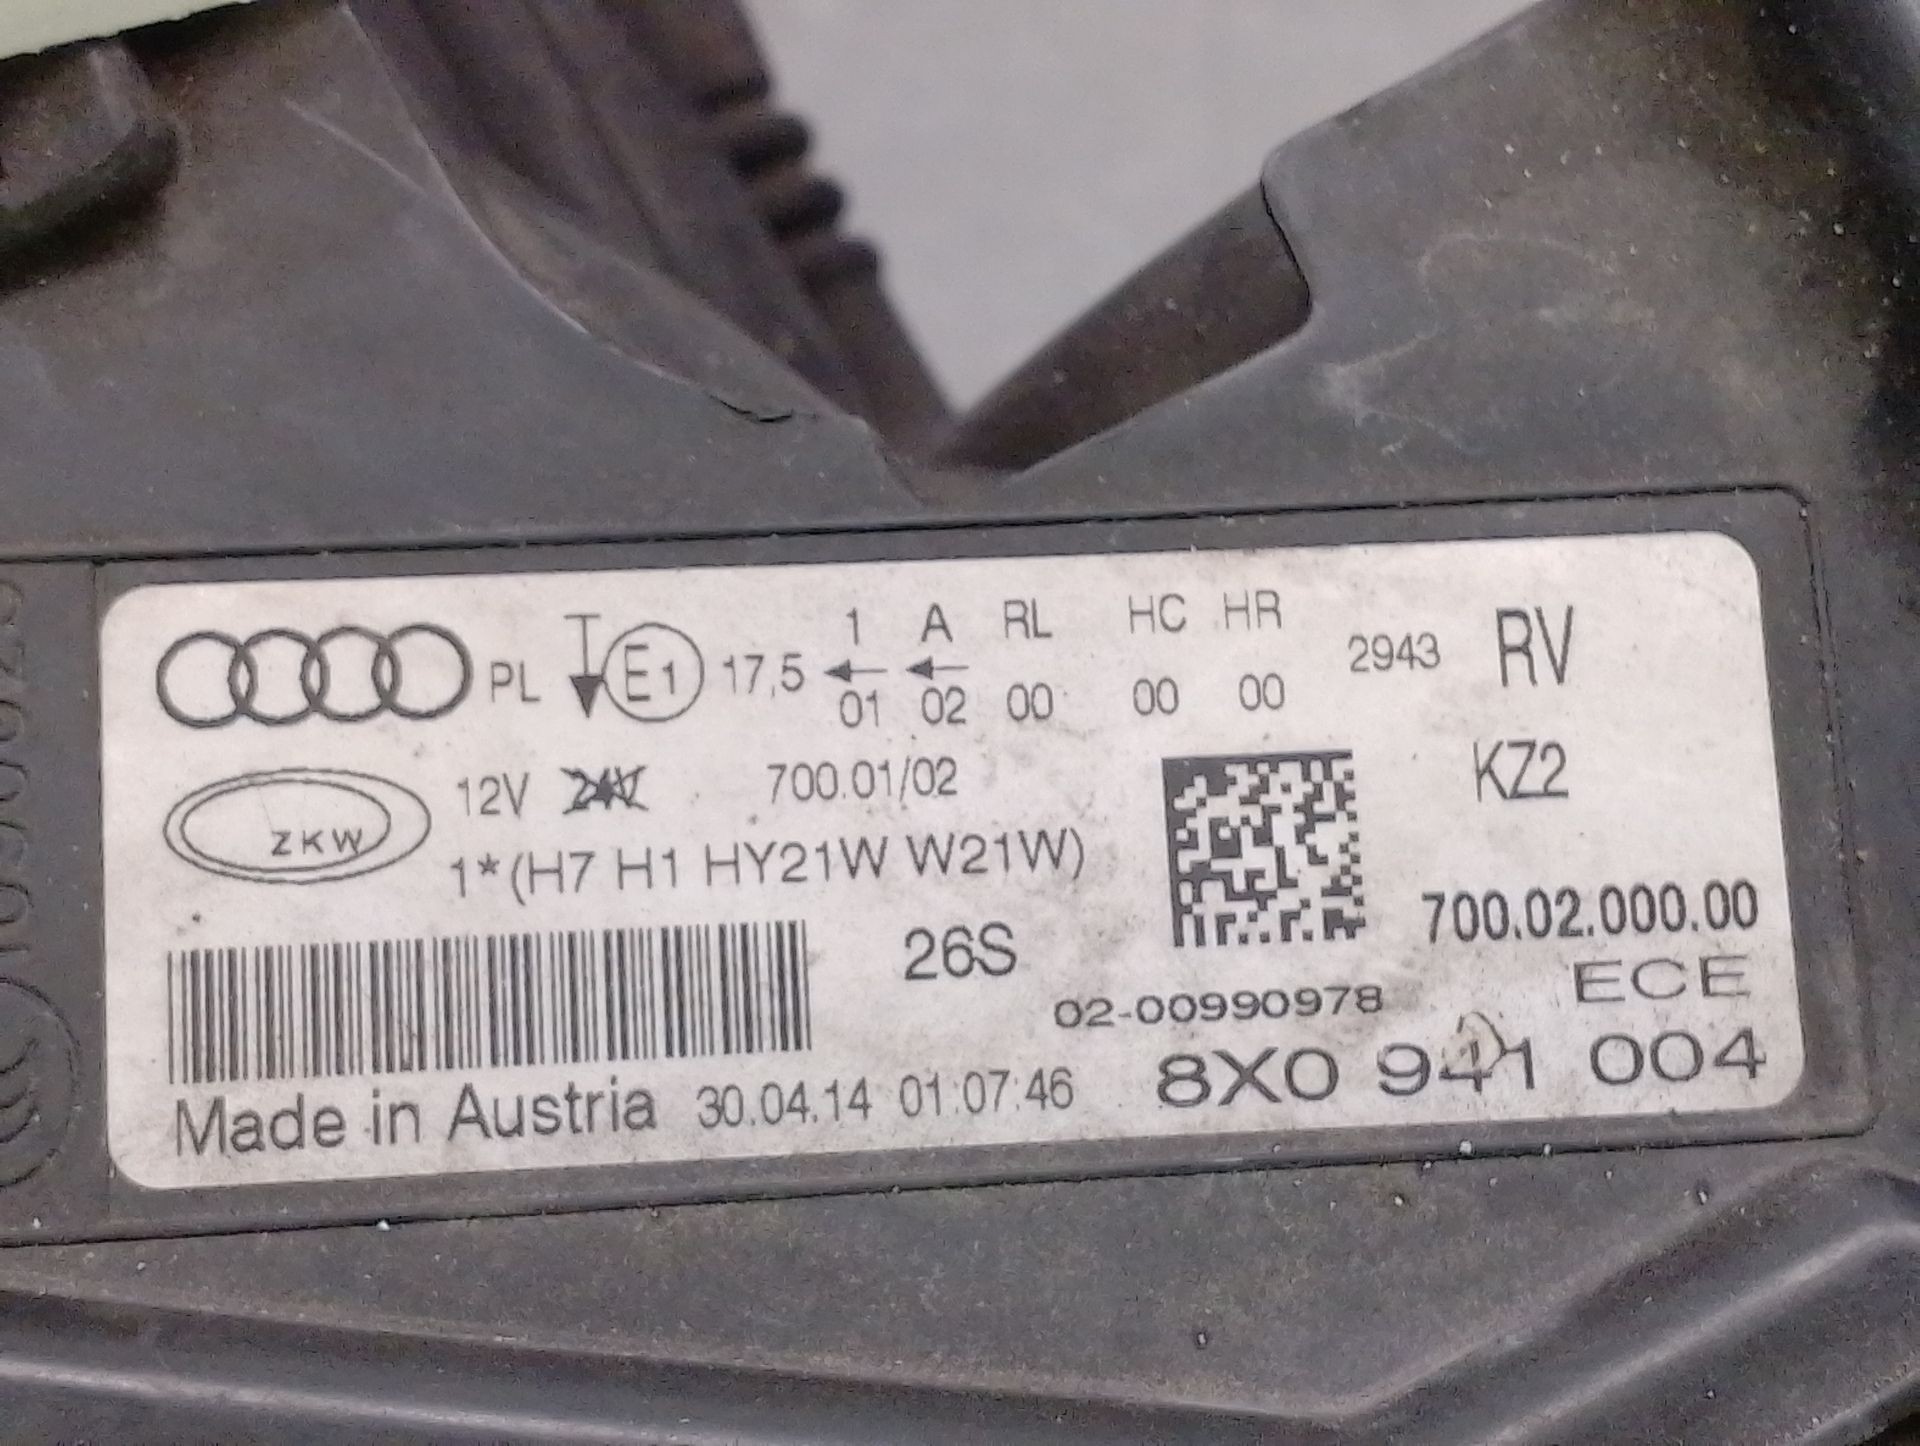 1 A RL HC HR
PL E1 17,5 01 02 00 00 00 2943 RV
12V 24V 700.01/02 KZ2
ZKW
1*(H7 H1 HY21W W21W)
700.02.000.00
26S
ECE
02-00990978
8X0 941 004
Made in Austria 30.04.14 01:07:46